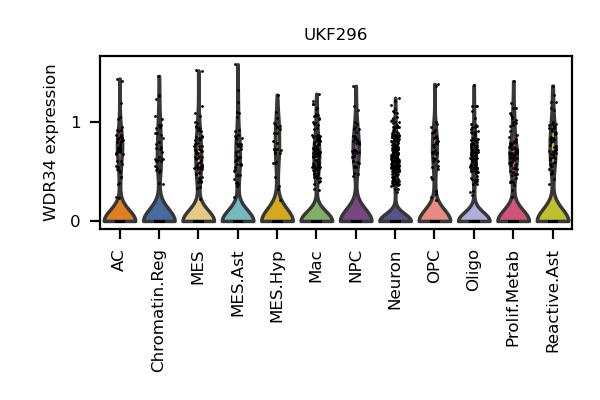 UKF296
WDR34 expression
1
0
AC
Chromatin.Reg
MES
MES.Ast
MES.Hyp
Mac
NPC
Neuron
OPC
Oligo
Prolif.Metab
Reactive.Ast